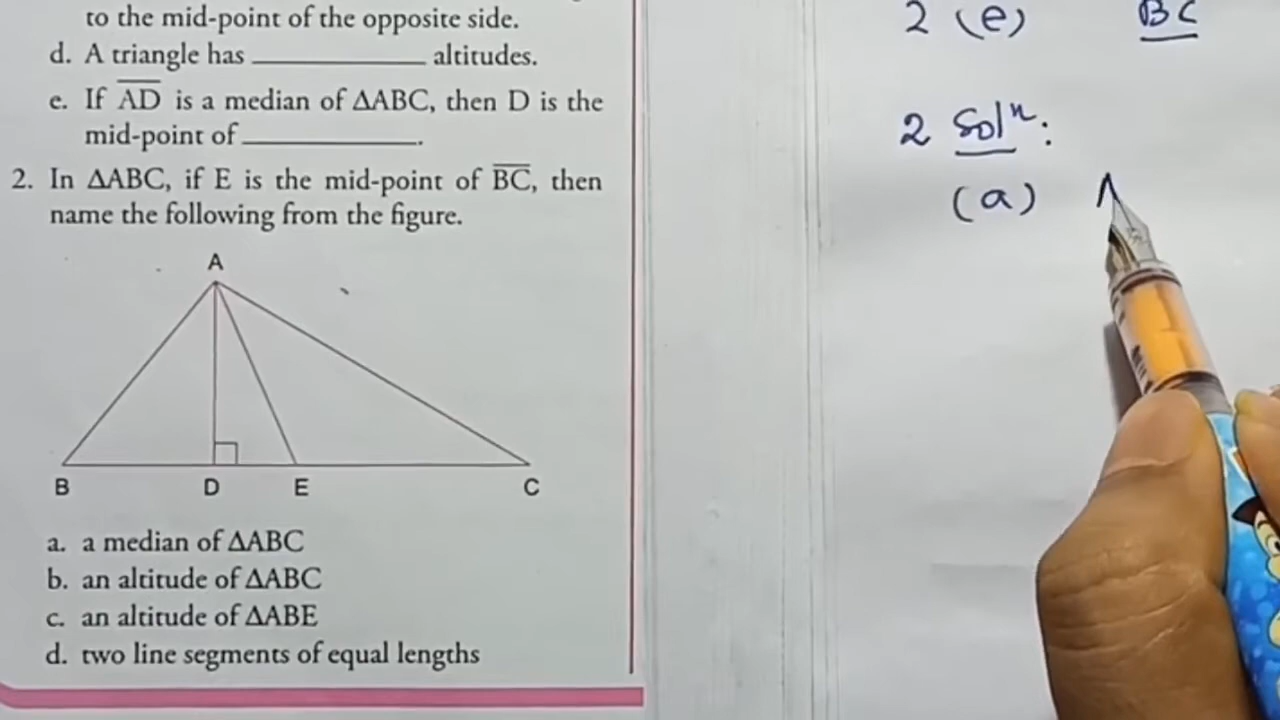 to the mid-point of the opposite side.
d. A triangle has ____________ altitudes.
e. If AD is a median of ΔABC, then D is the
mid-point of ____________.
2. In ΔABC, if E is the mid-point of BC, then
name the following from the figure.
A
B D E C
a. a median of ΔABC
b. an altitude of ΔABC
c. an altitude of ΔABE
d. two line segments of equal lengths
2 (e) BC
2 Solⁿ:
(a)